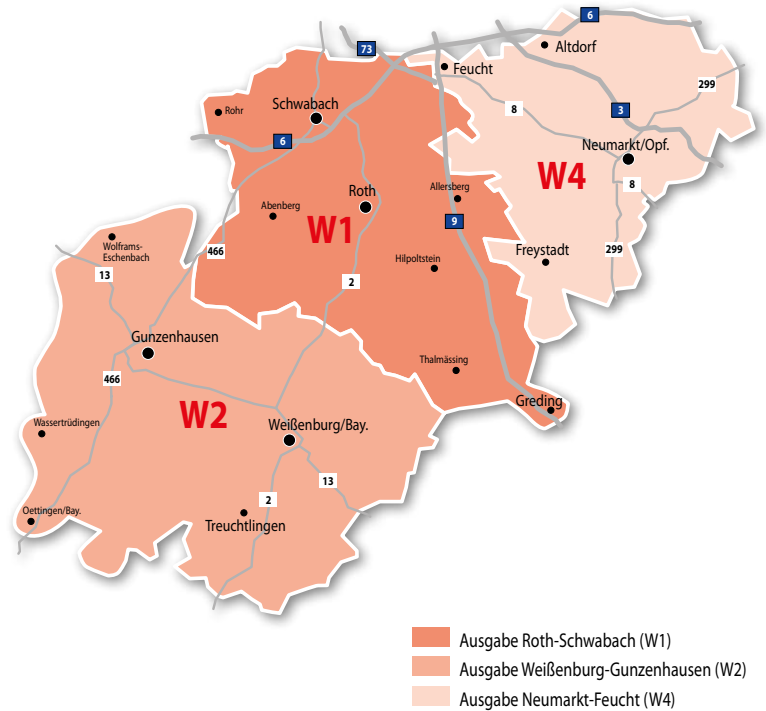 6
73
Altdorf
Feucht
299
Rohr
Schwabach
8
3
6
Neumarkt/Opf.
W4
8
Roth
Allersberg
Abenberg
W1
9
Wolframs-
Eschenbach
466
Freystadt
299
Hilpoltstein
13
2
Gunzenhausen
Thalmässing
466
Greding
W2
Weißenburg/Bay.
Wassertrüdingen
13
2
Oettingen/Bay.
Treuchtlingen
Ausgabe Roth-Schwabach (W1)
Ausgabe Weißenburg-Gunzenhausen (W2)
Ausgabe Neumarkt-Feucht (W4)